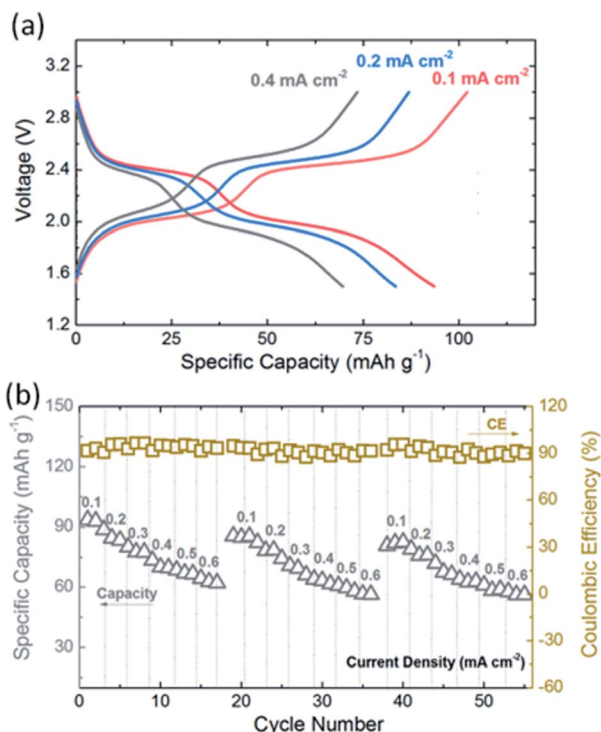 (a)
3.2
2.8
2.4
2.0
1.6
1.2
Voltage (V)
0.4 mA cm⁻²
0.2 mA cm⁻²
0.1 mA cm⁻²
0 25 50 75 100
Specific Capacity (mAh g⁻¹)
(b)
150
120
90
60
30
Specific Capacity (mAh g⁻¹)
CE
0.1 0.2 0.3 0.4 0.5 0.6
0.1 0.2 0.3 0.4 0.5 0.6
0.1 0.2 0.3 0.4 0.5 0.6
Capacity
Current Density (mA cm⁻²)
120
90
60
30
0
-30
-60
Coulombic Efficiency (%)
0 10 20 30 40 50
Cycle Number